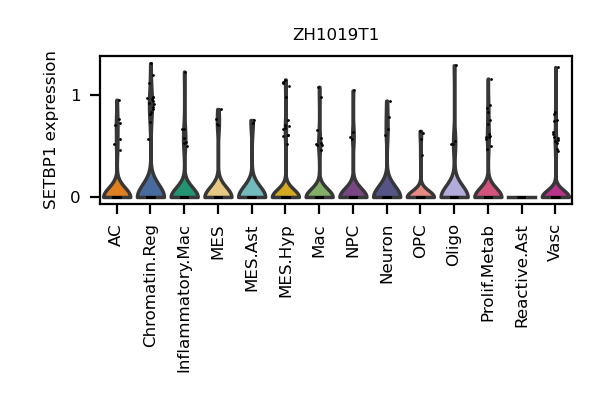 ZH1019T1
SETBP1 expression
1
0
AC
Chromatin.Reg
Inflammatory.Mac
MES
MES.Ast
MES.Hyp
Mac
NPC
Neuron
OPC
Oligo
Prolif.Metab
Reactive.Ast
Vasc